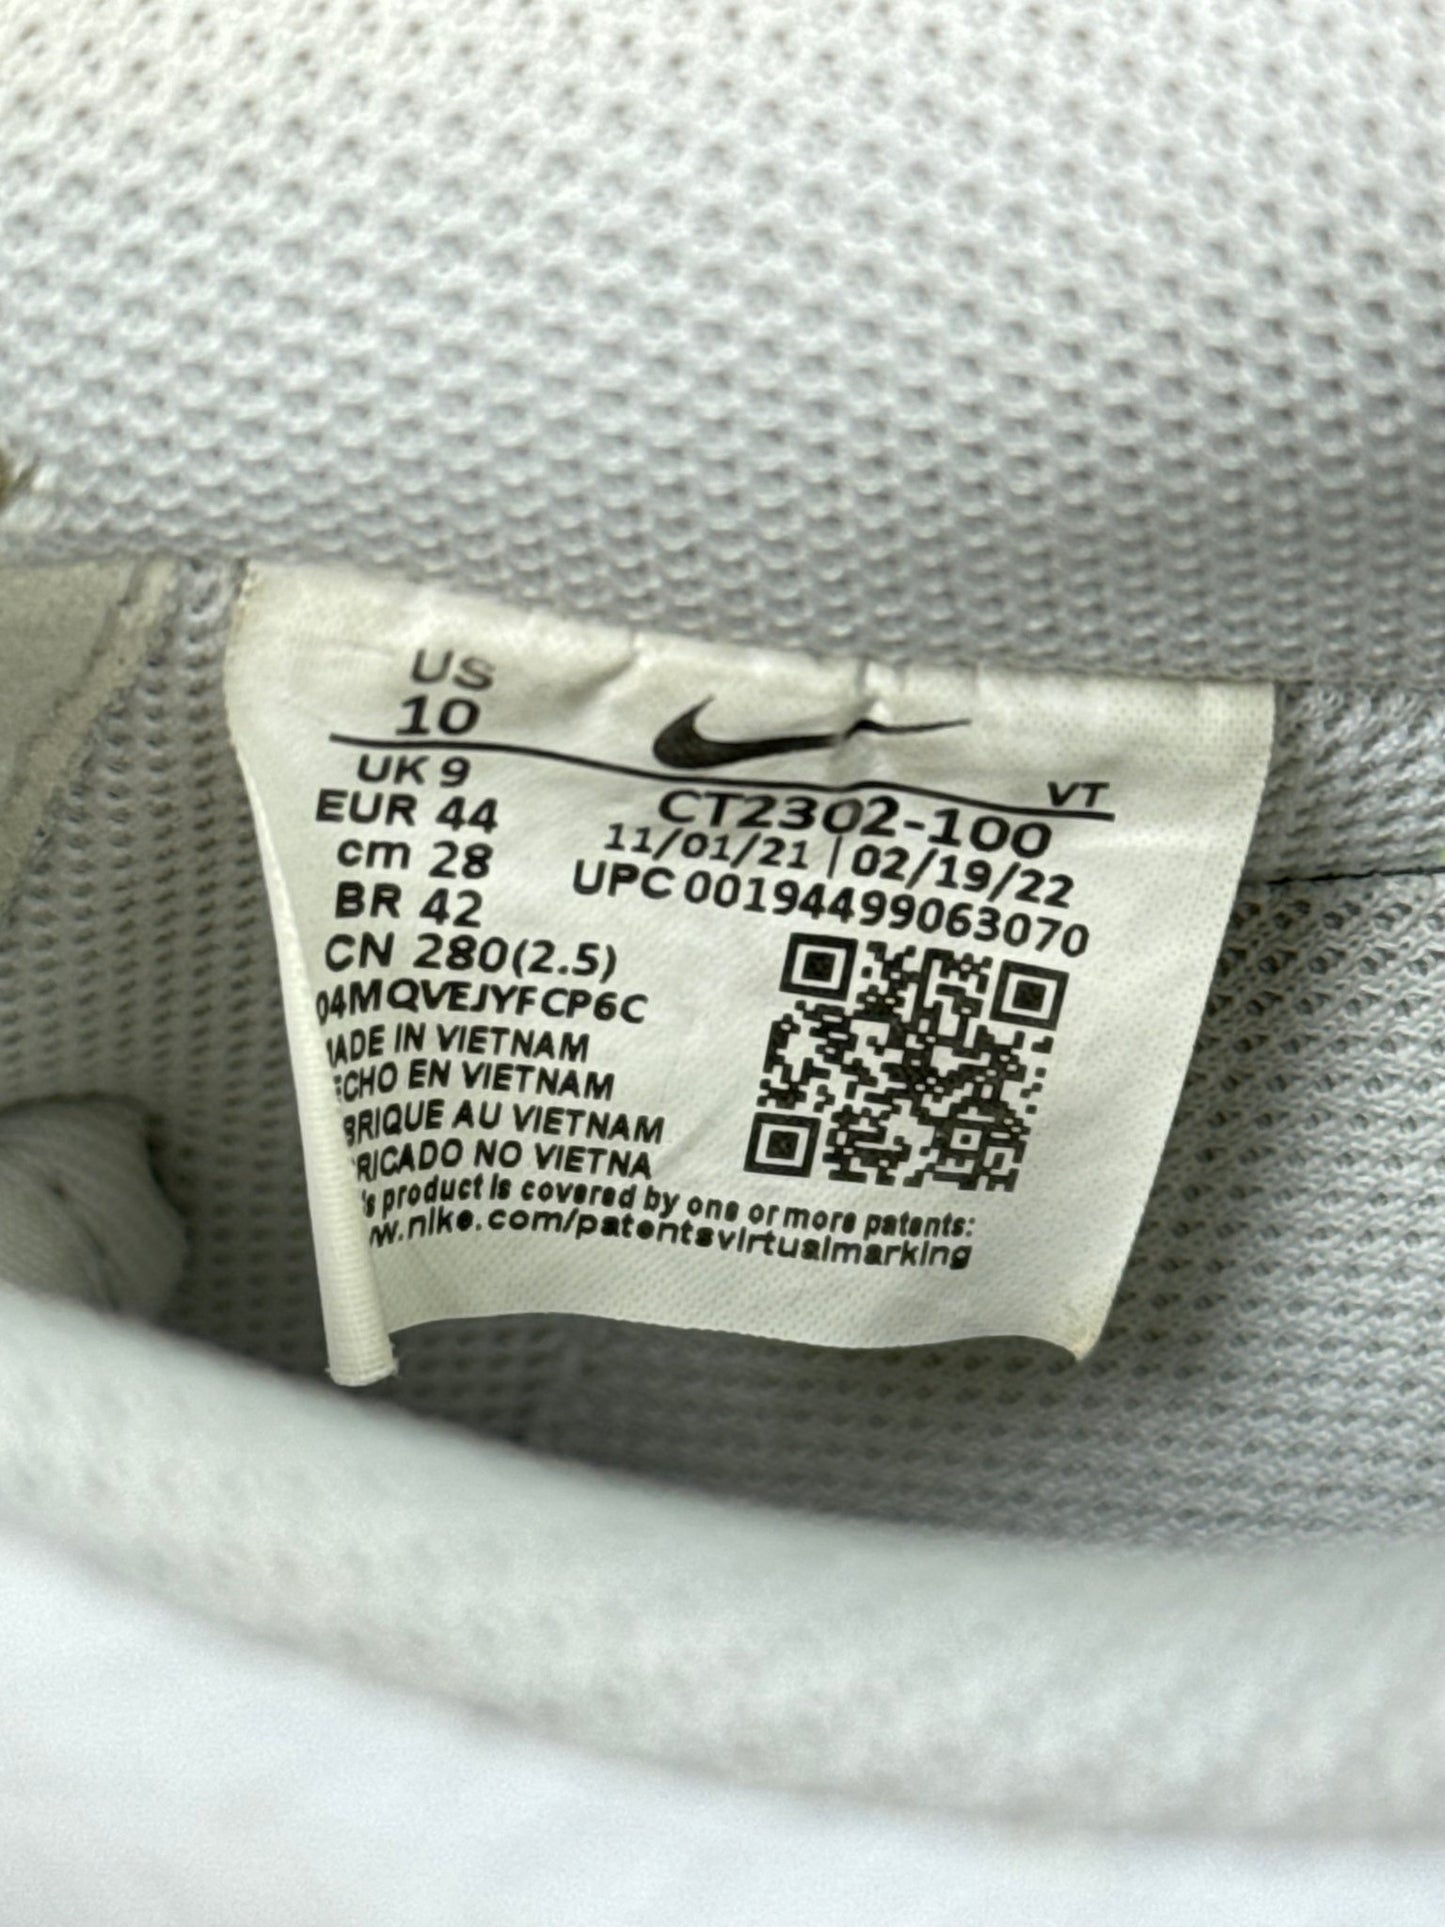 US
10
UK 9
EUR 44
cm 28
BR 42
CN 280(2.5)
04MQVEJYFCP6C
VT
CT2302-100
11/01/21 | 02/19/22
UPC 00194499063070
ADE IN VIETNAM
ECHO EN VIETNAM
BRIQUE AU VIETNAM
RICADO NO VIETNA
s product is covered by one or more patents:
w.nike.com/patentsvirtualmarking